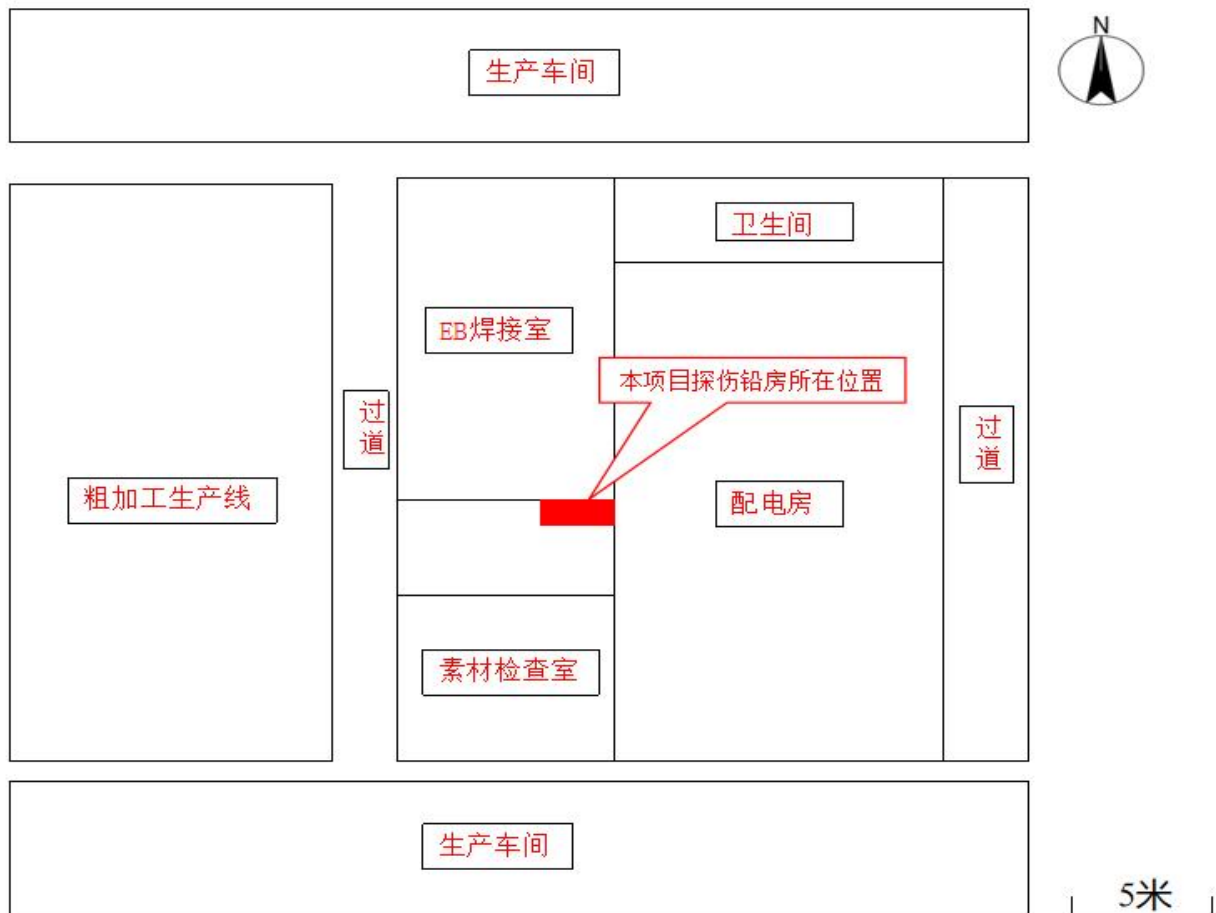 N
生产车间
卫生间
EB焊接室
本项目探伤铅房所在位置
过
道
过
道
粗加工生产线
配电房
素材检查室
生产车间
5米